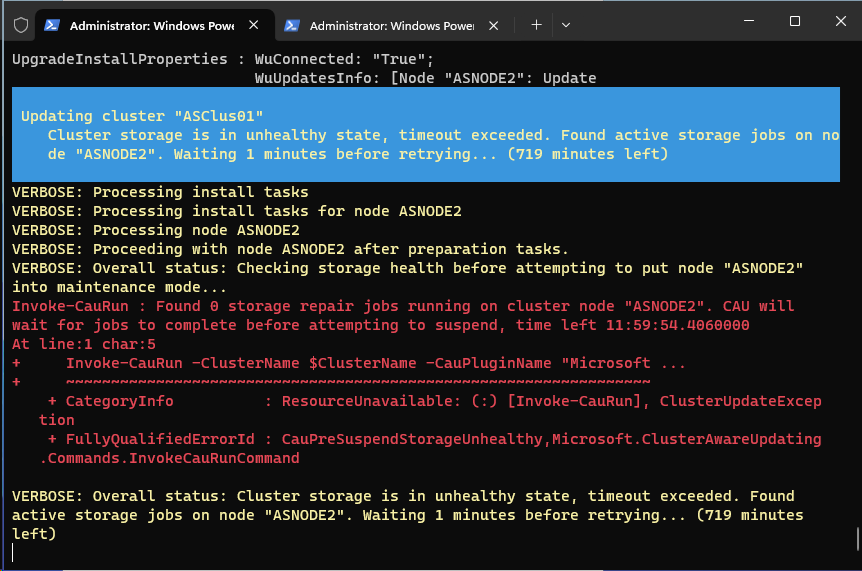 Administrator: Windows Powe
Administrator: Windows Power
UpgradeInstallProperties : WuConnected: "True";
WuUpdatesInfo: [Node "ASNODE2": Update
Updating cluster "ASClus01"
Cluster storage is in unhealthy state, timeout exceeded. Found active storage jobs on no
de "ASNODE2". Waiting 1 minutes before retrying... (719 minutes left)
VERBOSE: Processing install tasks
VERBOSE: Processing install tasks for node ASNODE2
VERBOSE: Processing node ASNODE2
VERBOSE: Proceeding with node ASNODE2 after preparation tasks.
VERBOSE: Overall status: Checking storage health before attempting to put node "ASNODE2"
into maintenance mode...
Invoke-CauRun : Found 0 storage repair jobs running on cluster node "ASNODE2". CAU will
wait for jobs to complete before attempting to suspend, time left 11:59:54.4060000
At line:1 char:5
+     Invoke-CauRun -ClusterName $ClusterName -CauPluginName "Microsoft ...
+     ~~~~~~~~~~~~~~~~~~~~~~~~~~~~~~~~~~~~~~~~~~~~~~~~~~~~~~~~~~~~~~~~~
+ CategoryInfo          : ResourceUnavailable: (:) [Invoke-CauRun], ClusterUpdateExcep
tion
+ FullyQualifiedErrorId : CauPreSuspendStorageUnhealthy,Microsoft.ClusterAwareUpdating
.Commands.InvokeCauRunCommand
VERBOSE: Overall status: Cluster storage is in unhealthy state, timeout exceeded. Found
active storage jobs on node "ASNODE2". Waiting 1 minutes before retrying... (719 minutes
left)